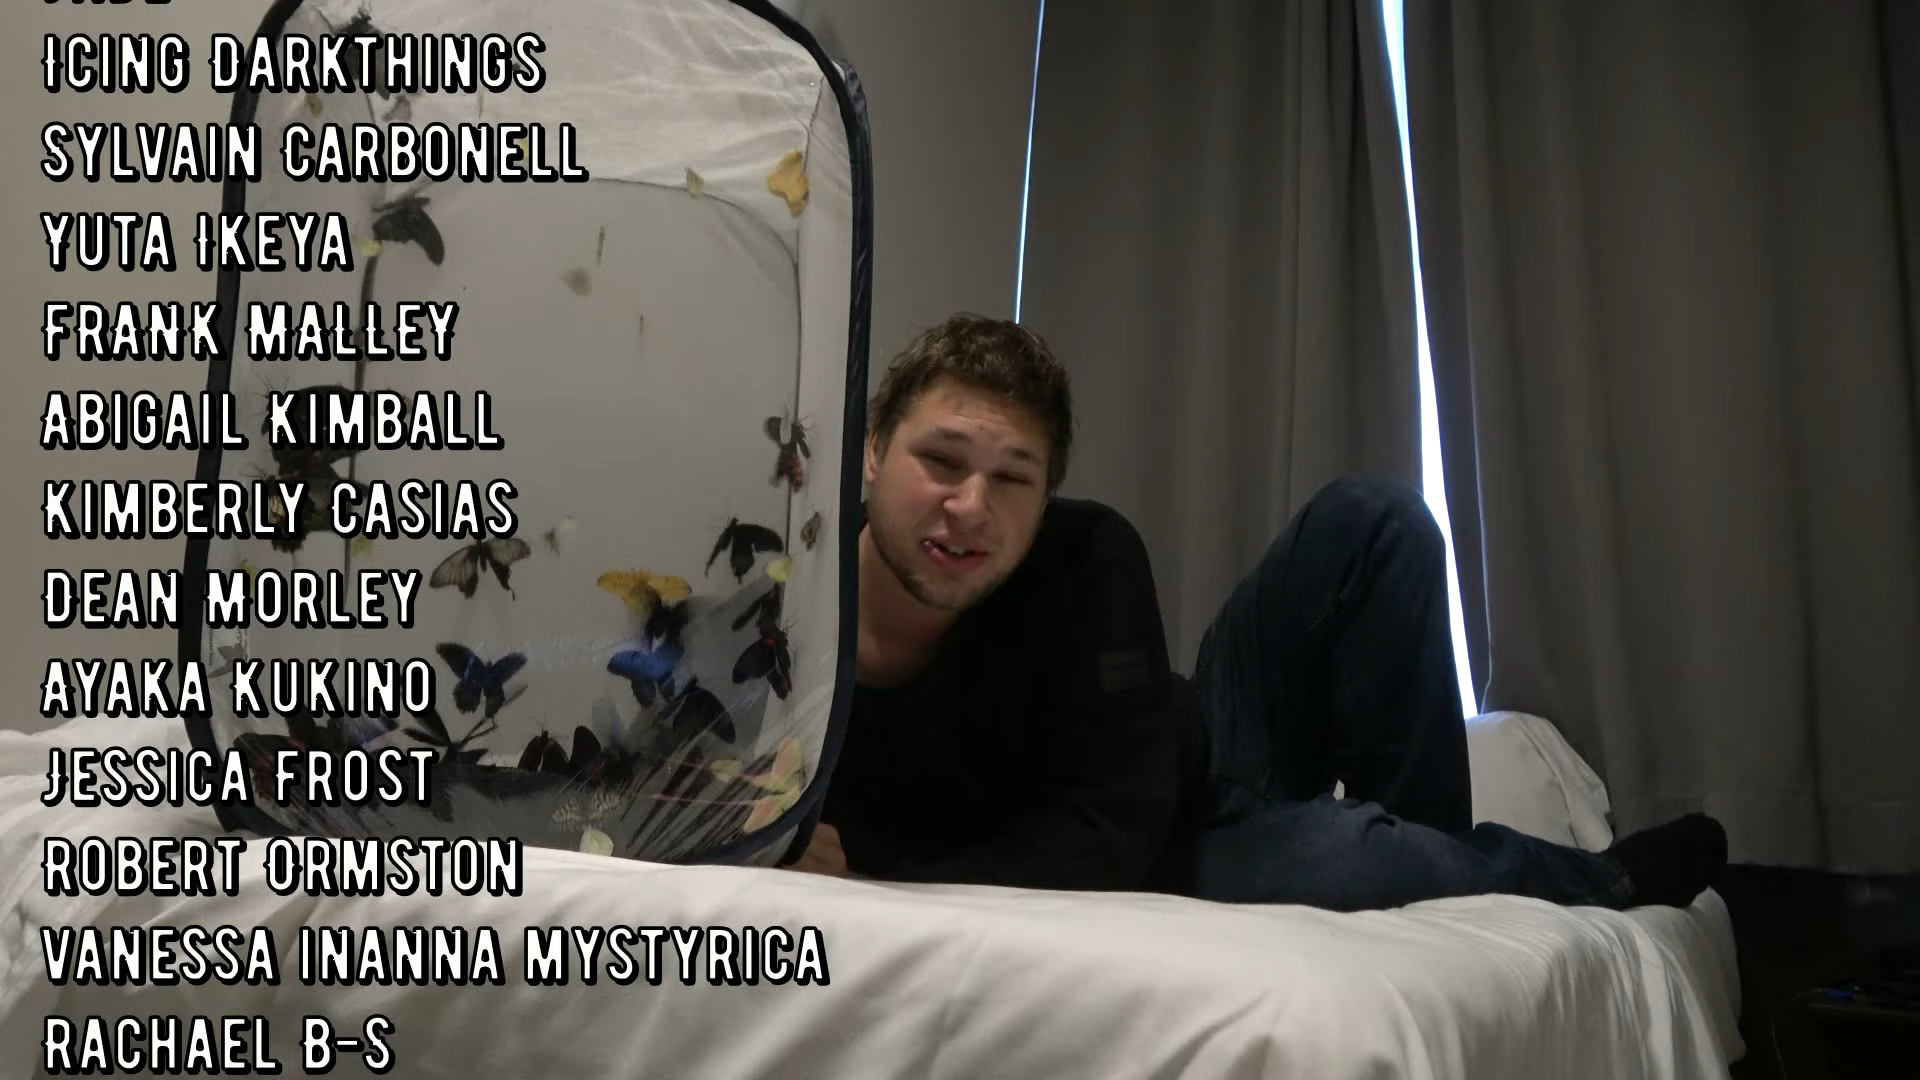 Icing Darkthings
Sylvain Carbonell
Yuta Ikeya
Frank Malley
Abigail Kimball
Kimberly Casias
Dean Morley
Ayaka Kukino
Jessica Frost
Robert Ormston
Vanessa Inanna Mystyrica
Rachael B-S